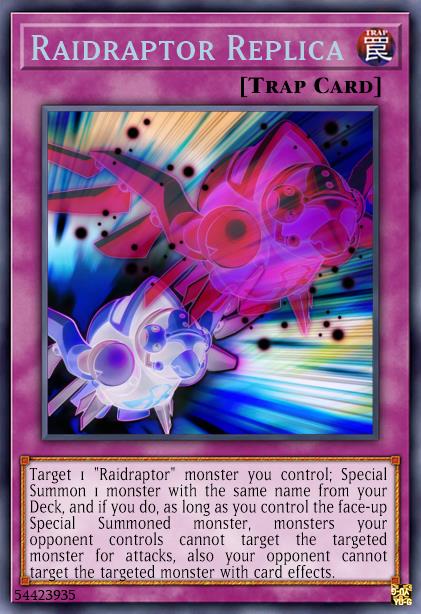 Raidraptor Replica
TRAP
罠
[Trap Card]
Target 1 "Raidraptor" monster you control; Special
Summon 1 monster with the same name from your
Deck, and if you do, as long as you control the face-up
Special Summoned monster, monsters your
opponent controls cannot target the targeted
monster for attacks, also your opponent cannot
target the targeted monster with card effects.
54423935